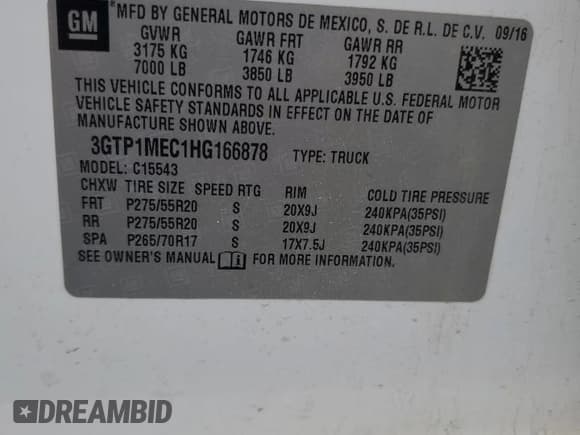 GM
*MFD BY GENERAL MOTORS DE MEXICO, S. DE R.L. DE C.V. 09/16
GVWR GAWR FRT GAWR RR
3175 KG 1746 KG 1792 KG
7000 LB 3850 LB 3950 LB
THIS VEHICLE CONFORMS TO ALL APPLICABLE U.S. FEDERAL MOTOR
VEHICLE SAFETY STANDARDS IN EFFECT ON THE DATE OF
MANUFACTURE SHOWN ABOVE.
3GTP1MEC1HG166878 TYPE: TRUCK
MODEL: C15543
CHXW TIRE SIZE SPEED RTG RIM COLD TIRE PRESSURE
FRT P275/55R20 S 20X9J 240KPA(35PSI)
RR P275/55R20 S 20X9J 240KPA(35PSI)
SPA P265/70R17 S 17X7.5J 240KPA(35PSI)
SEE OWNER'S MANUAL FOR MORE INFORMATION.
DREAMBID